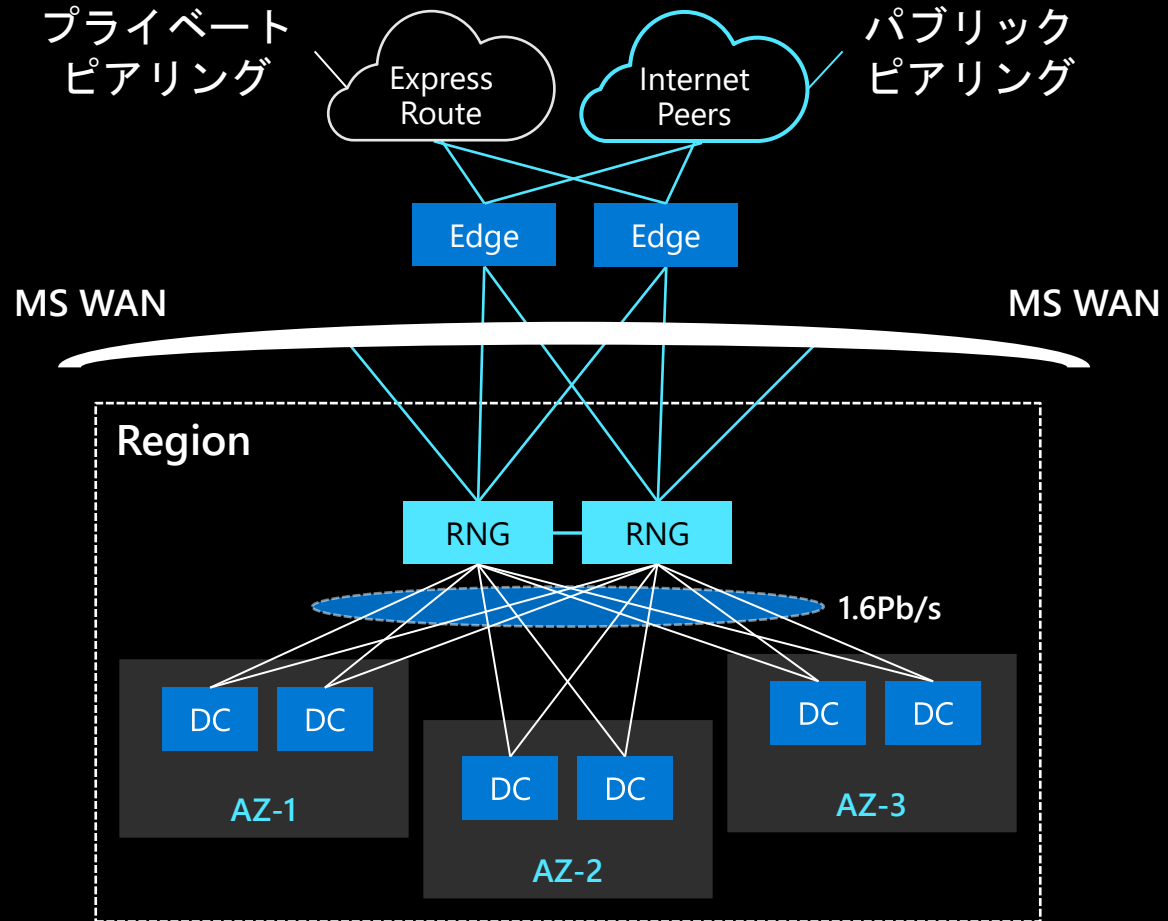 プライベート
ピアリング
Express
Route
Internet
Peers
パブリック
ピアリング
Edge
Edge
MS WAN
MS WAN
Region
RNG
RNG
1.6Pb/s
DC
DC
AZ-1
DC
DC
AZ-2
DC
DC
AZ-3